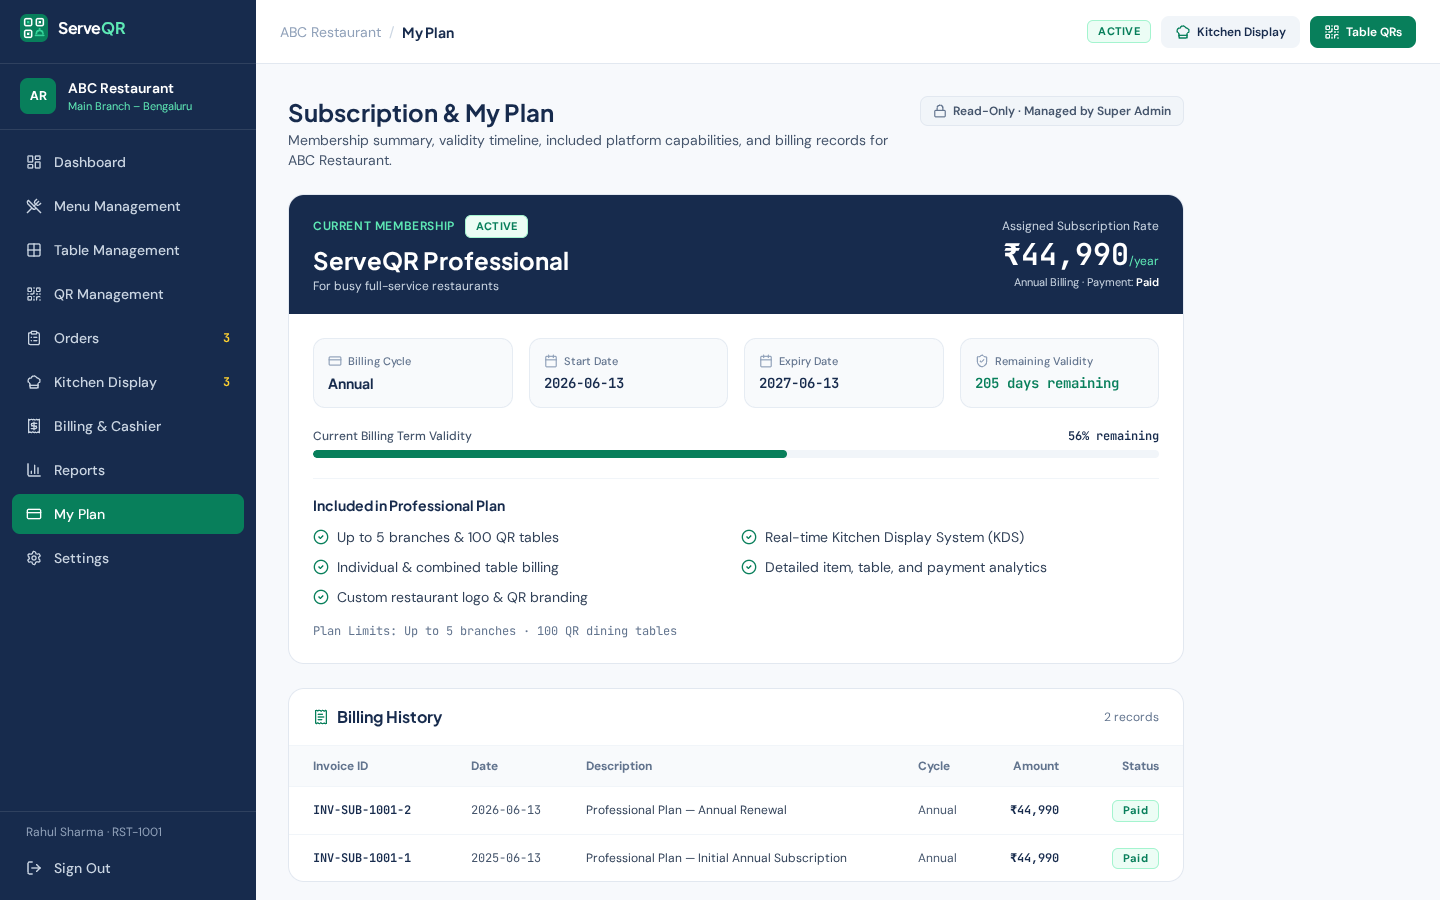 ServeQR
AR
ABC Restaurant
Main Branch – Bengaluru
Dashboard
Menu Management
Table Management
QR Management
Orders 3
Kitchen Display 3
Billing & Cashier
Reports
My Plan
Settings
Rahul Sharma · RST-1001
Sign Out
ABC Restaurant / My Plan
ACTIVE
Kitchen Display
Table QRs
Subscription & My Plan
Membership summary, validity timeline, included platform capabilities, and billing records for
ABC Restaurant.
Read-Only · Managed by Super Admin
CURRENT MEMBERSHIP ACTIVE
ServeQR Professional
For busy full-service restaurants
Assigned Subscription Rate
₹44,990/year
Annual Billing · Payment: Paid
Billing Cycle
Annual
Start Date
2026-06-13
Expiry Date
2027-06-13
Remaining Validity
205 days remaining
Current Billing Term Validity 56% remaining
Included in Professional Plan
Up to 5 branches & 100 QR tables
Real-time Kitchen Display System (KDS)
Individual & combined table billing
Detailed item, table, and payment analytics
Custom restaurant logo & QR branding
Plan Limits: Up to 5 branches · 100 QR dining tables
Billing History 2 records
Invoice ID Date Description Cycle Amount Status
INV-SUB-1001-2 2026-06-13 Professional Plan — Annual Renewal Annual ₹44,990 Paid
INV-SUB-1001-1 2025-06-13 Professional Plan — Initial Annual Subscription Annual ₹44,990 Paid